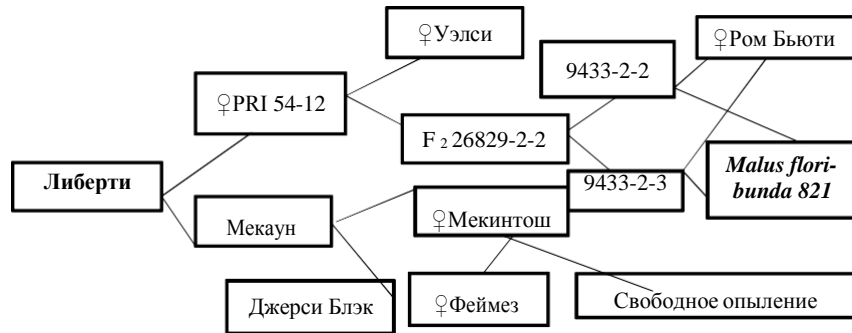 ♀Уэлси
♀Ром Бьюти
9433-2-2
♀PRI 54-12
F 2 26829-2-2
Malus flori-
bunda 821
Либерти
9433-2-3
Мекаун
♀Мекинтош
Джерси Блэк
♀Феймез
Свободное опыление